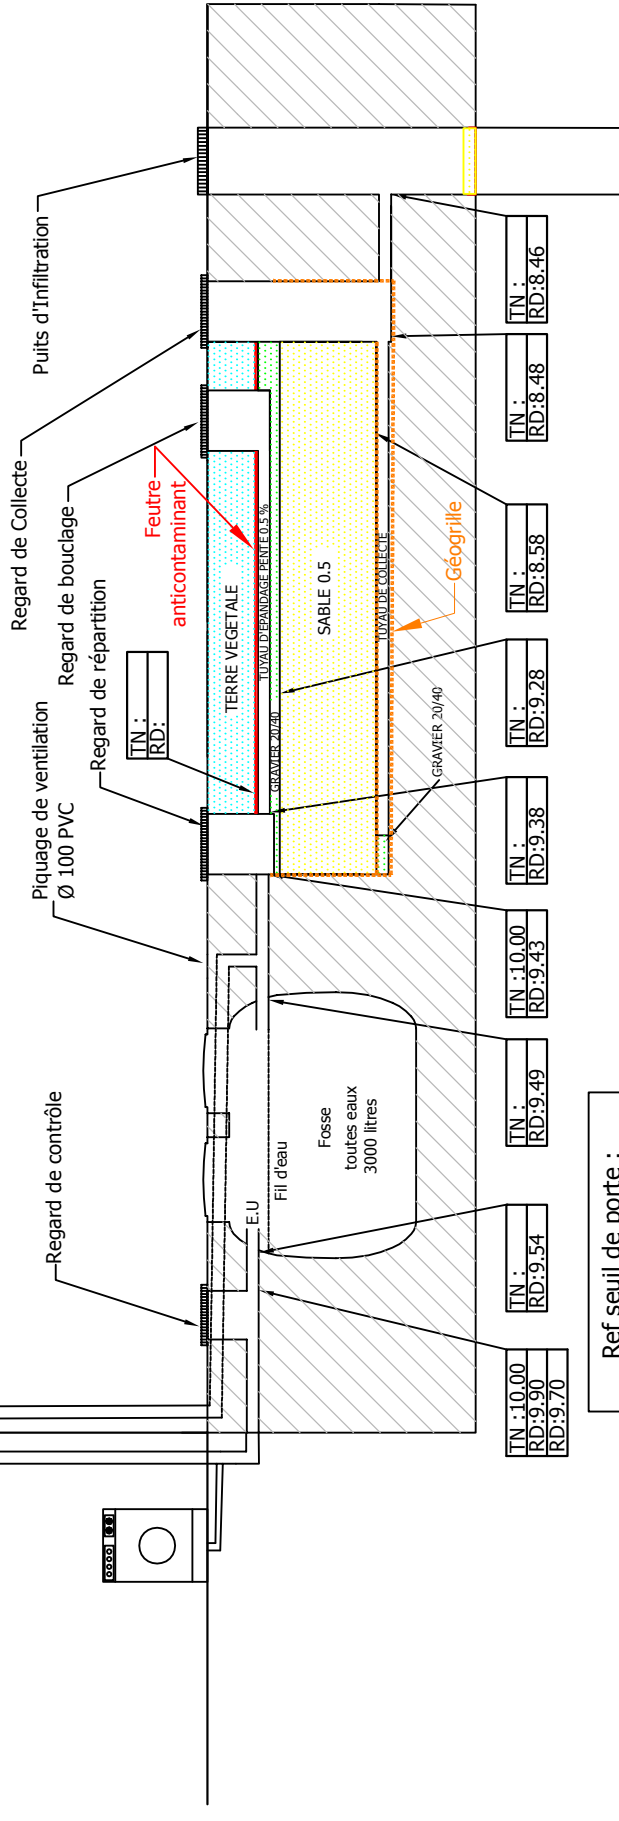 Regard de contrôle
Piquage de ventilation
Ø 100 PVC
Regard de répartition
Regard de bouclage
Regard de Collecte
Puits d'Infiltration
TN :
RD:
Feutre
anticontaminant
TERRE VEGETALE
TUYAU D'EPANDAGE PENTE 0.5 %
GRAVIER 20/40
SABLE 0.5
TUYAU DE COLLECTE
Géogrille
GRAVIER 20/40
E.U
Fil d'eau
Fosse
toutes eaux
3000 litres
TN :10.00
RD:9.90
RD:9.70
TN :
RD:9.54
TN :
RD:9.49
TN :10.00
RD:9.43
TN :
RD:9.38
TN :
RD:9.28
TN :
RD:8.58
TN :
RD:8.48
TN :
RD:8.46
Ref seuil de porte :